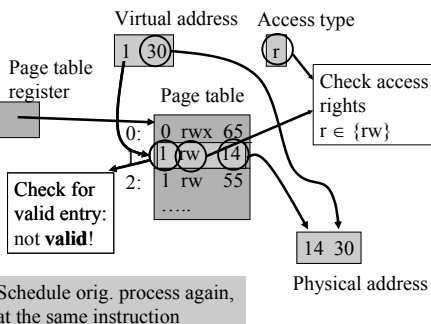 Virtual address
Access type
1 30
r
Page table
register
Check access
rights
r ∈ {rw}
Page table
0: 0 rwx 65
1: 1 rw 14
2: 1 rw 55
.....
Check for
valid entry:
not valid!
14 30
Physical address
Schedule orig. process again,
at the same instruction